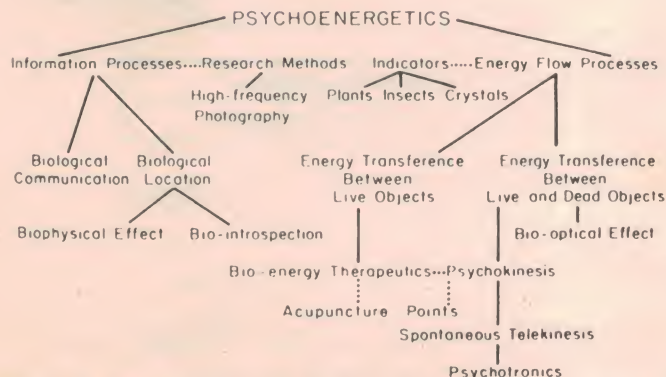 PSYCHOENERGETICS
Information Processes....Research Methods Indicators.....Energy Flow Processes
High-frequency Photography
Plants Insects Crystals
Biological Communication
Biological Location
Energy Transference Between Live Objects
Energy Transference Between Live and Dead Objects
Biophysical Effect Bio-introspection
Bio-optical Effect
Bio-energy Therapeutics...Psychokinesis
Acupuncture Points
Spontaneous Telekinesis
Psychotronics